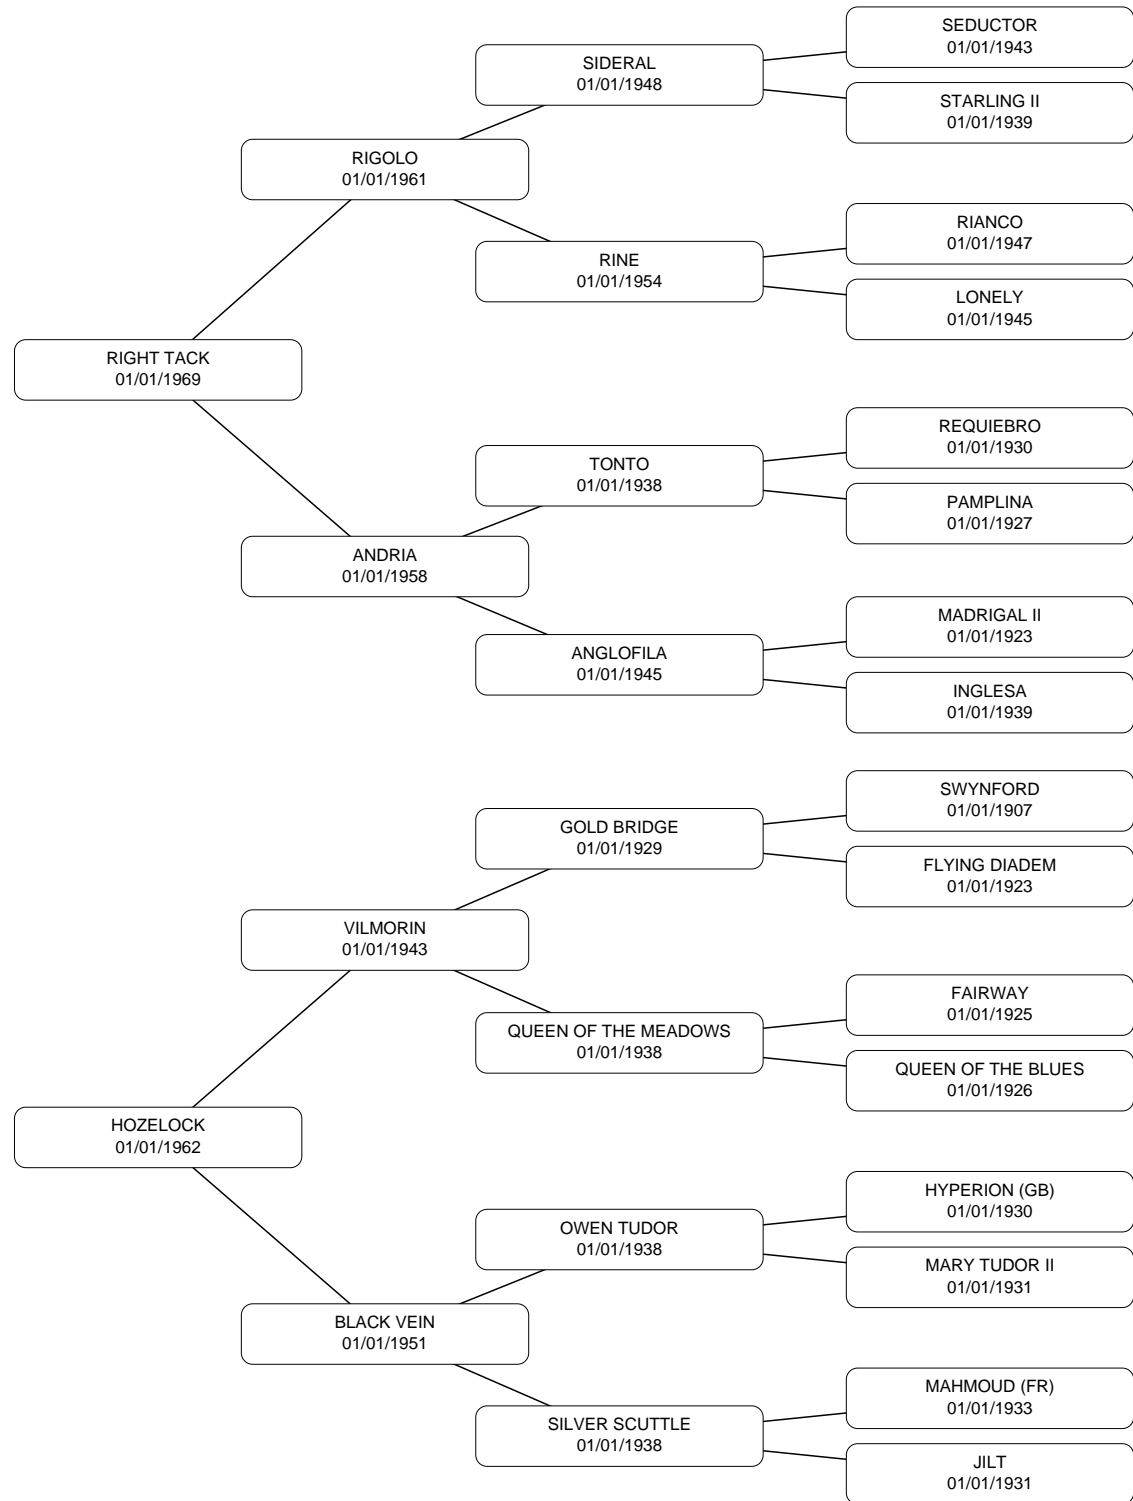 SEDUCTOR
01/01/1943
SIDERAL
01/01/1948
STARLING II
01/01/1939
RIGOLO
01/01/1961
RIANCO
01/01/1947
RINE
01/01/1954
LONELY
01/01/1945
RIGHT TACK
01/01/1969
REQUIEBRO
01/01/1930
TONTO
01/01/1938
PAMPLINA
01/01/1927
ANDRIA
01/01/1958
MADRIGAL II
01/01/1923
ANGLOFILA
01/01/1945
INGLESA
01/01/1939
SWYNFORD
01/01/1907
GOLD BRIDGE
01/01/1929
FLYING DIADEM
01/01/1923
VILMORIN
01/01/1943
FAIRWAY
01/01/1925
QUEEN OF THE MEADOWS
01/01/1938
QUEEN OF THE BLUES
01/01/1926
HOZELOCK
01/01/1962
HYPERION (GB)
01/01/1930
OWEN TUDOR
01/01/1938
MARY TUDOR II
01/01/1931
BLACK VEIN
01/01/1951
MAHMOUD (FR)
01/01/1933
SILVER SCUTTLE
01/01/1938
JILT
01/01/1931